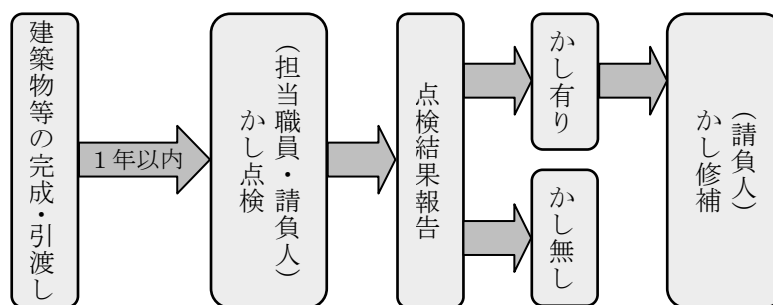 建築物等の完成・引渡し
１年以内
かし点検
（担当職員・請負人）
点検結果報告
かし有り
かし無し
かし修補
（請負人）